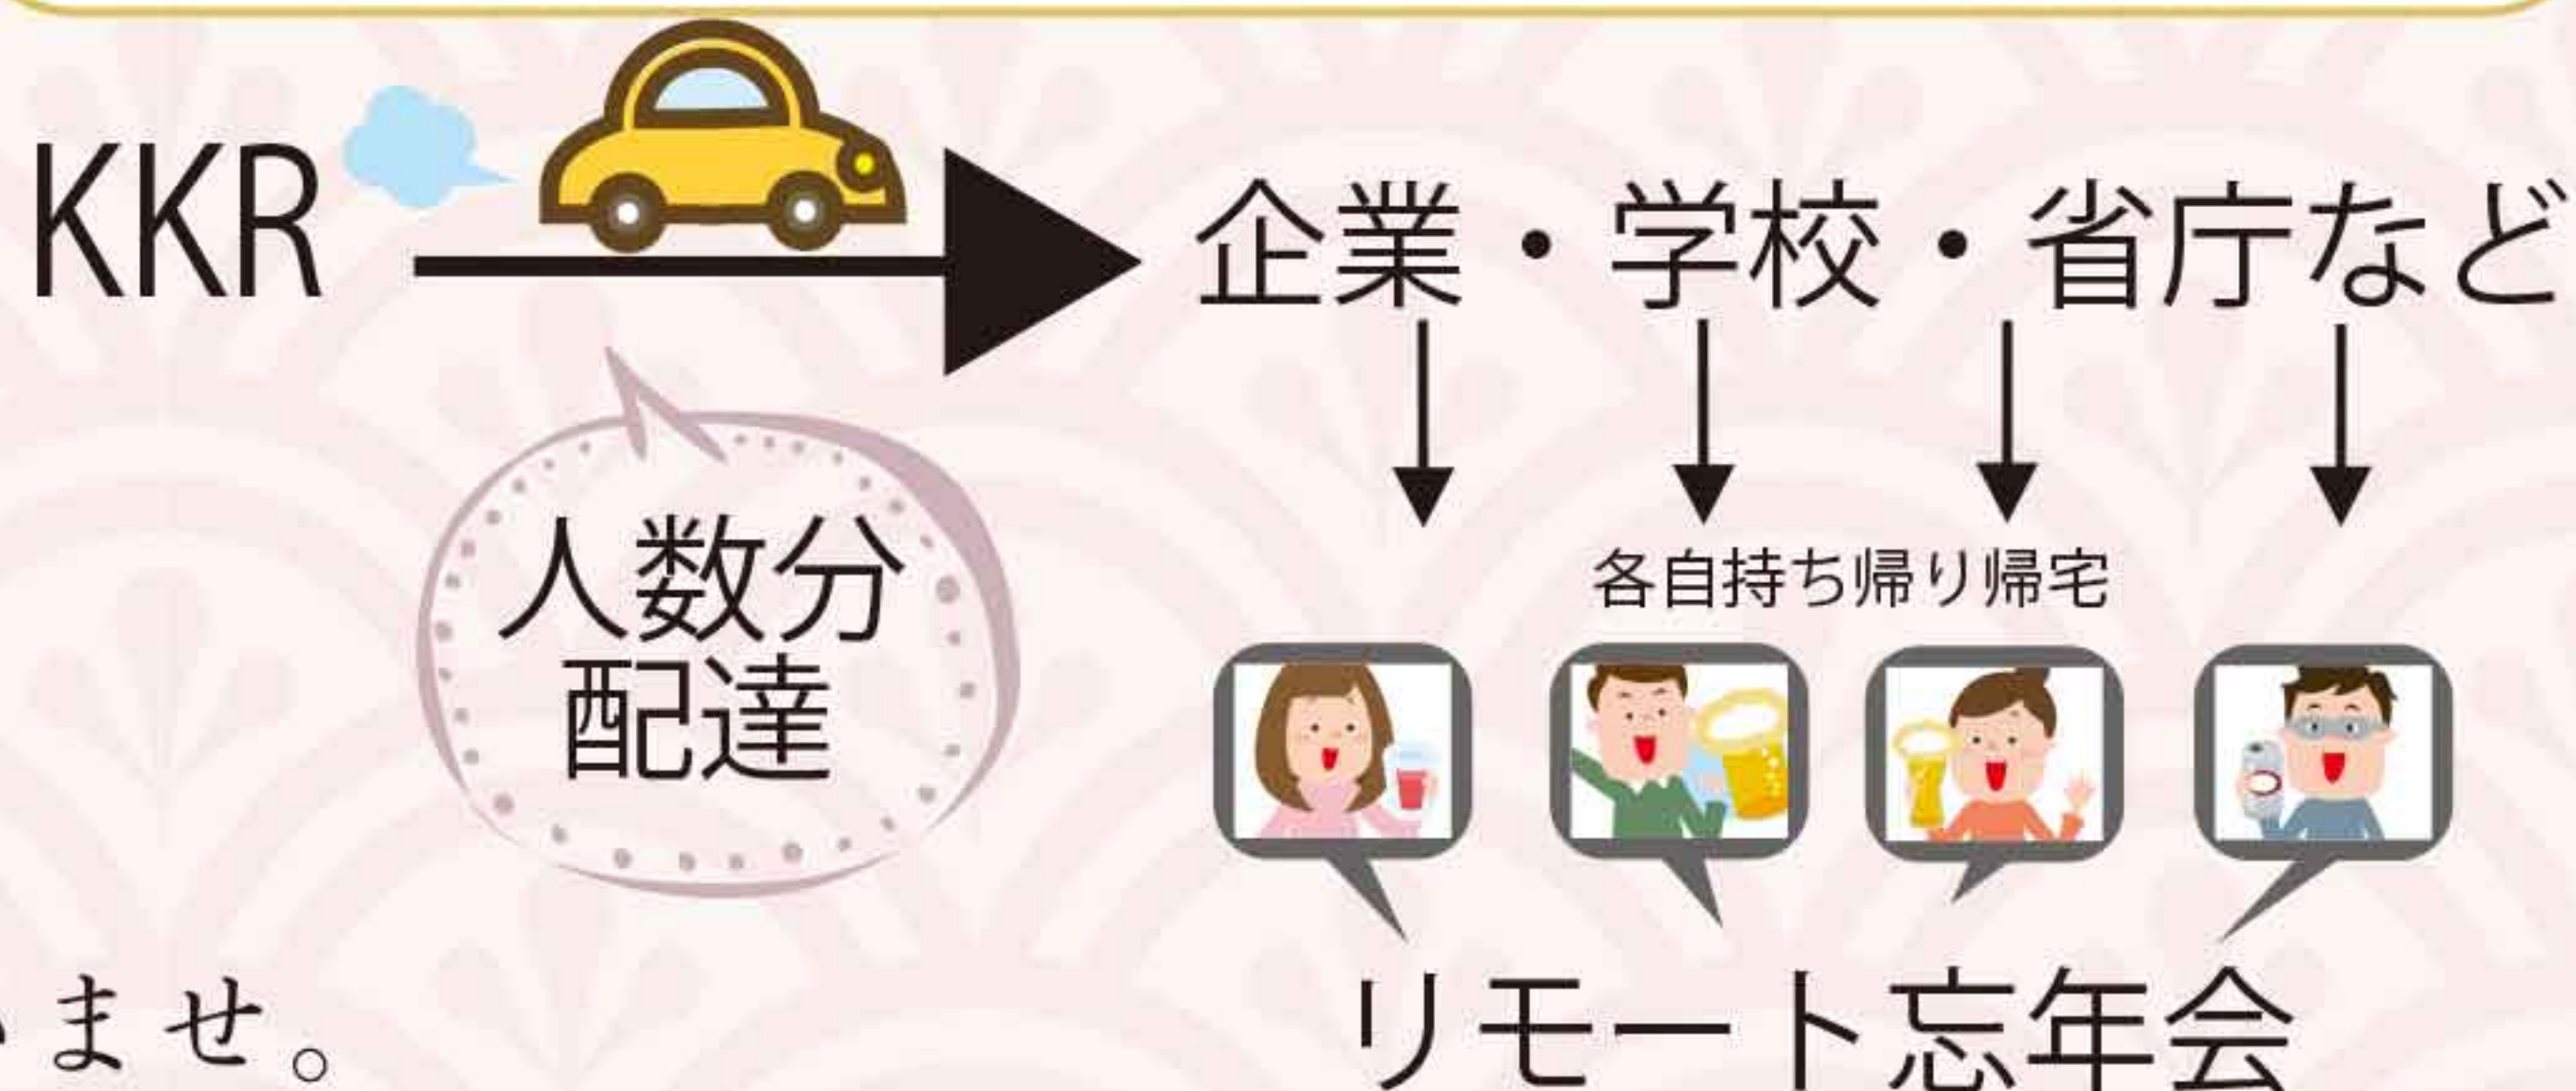 KKR
企業・学校・省庁など
人数分
配達
各自持ち帰り帰宅
リモート忘年会
いませ。